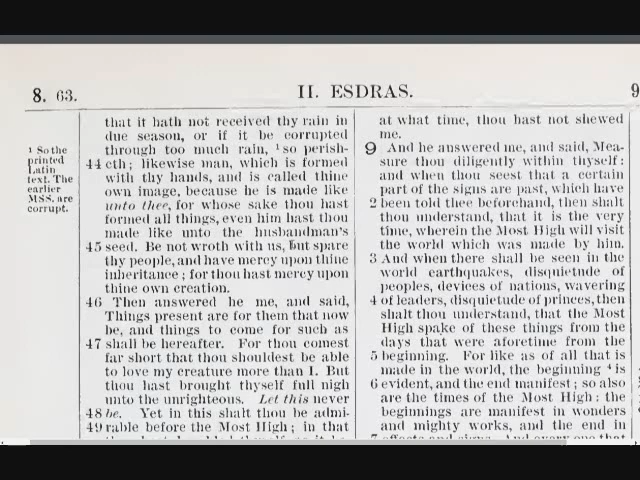 8. 63.
II. ESDRAS.
9
¹ So the
printed
Latin
text. The
earlier
MSS. are
corrupt.
that it hath not received thy rain in
due season, or if it be corrupted
through too much rain, ¹ so perish-
44 eth; likewise man, which is formed
with thy hands, and is called thine
own image, because he is made like
unto thee, for whose sake thou hast
formed all things, even him hast thou
made like unto the husbandman's
45 seed. Be not wroth with us, but spare
thy people, and have mercy upon thine
inheritance; for thou hast mercy upon
thine own creation.
46 Then answered he me, and said,
Things present are for them that now
be, and things to come for such as
47 shall be hereafter. For thou comest
far short that thou shouldest be able
to love my creature more than I. But
thou hast brought thyself full nigh
unto the unrighteous. Let this never
48 be. Yet in this shalt thou be admi-
49 rable before the Most High; in that
at what time, thou hast not shewed
me.
9 And he answered me, and said, Mea-
sure thou diligently within thyself:
and when thou seest that a certain
part of the signs are past, which have
2 been told thee beforehand, then shalt
thou understand, that it is the very
time, wherein the Most High will visit
the world which was made by him.
3 And when there shall be seen in the
world earthquakes, disquietude of
peoples, devices of nations, wavering
4 of leaders, disquietude of princes, then
shalt thou understand, that the Most
High spake of these things from the
days that were aforetime from the
5 beginning. For like as of all that is
made in the world, the beginning ⁴ is
6 evident, and the end manifest; so also
are the times of the Most High: the
beginnings are manifest in wonders
and mighty works, and the end in
7 effects and signs. And every one that